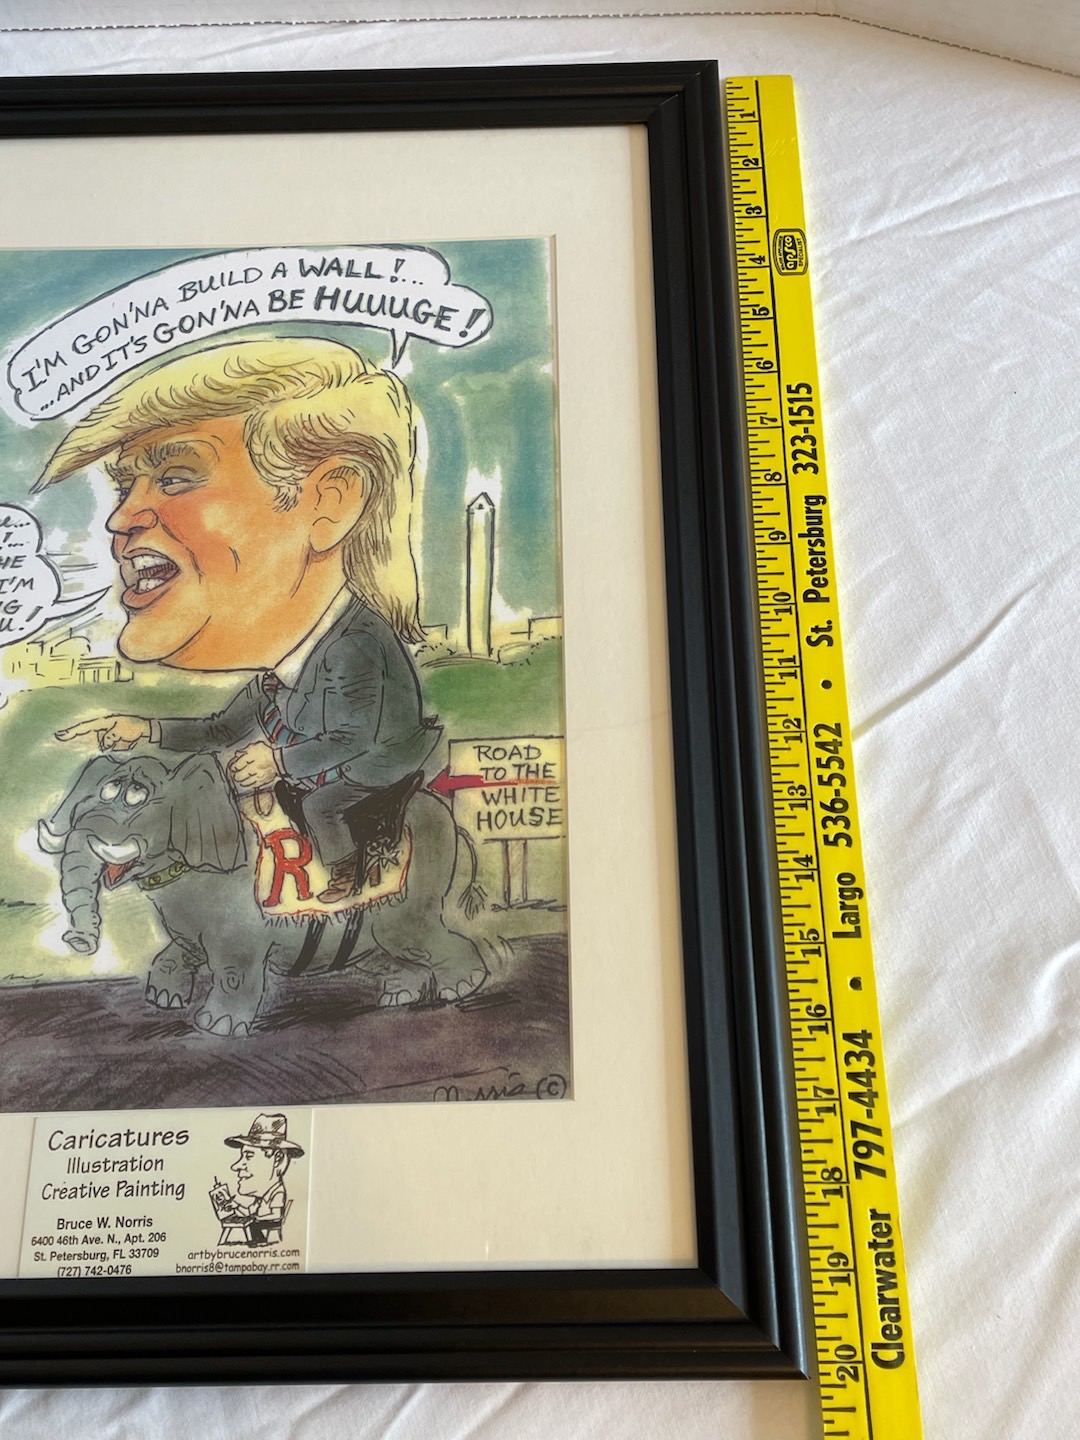 I'M GON'NA BUILD A WALL!...
...AND IT'S GON'NA BE HUUUGE!
I'M
ROAD
TO THE
WHITE
HOUSE
R
Norris ©
Caricatures
Illustration
Creative Painting
Bruce W. Norris
6400 46th Ave. N., Apt. 206
St. Petersburg, FL 33709
(727) 742-0476
artbybrucenorris.com
bnorris8@tampabay.rr.com
1 2 3 4 5 6 7 8 9 10 11 12 13 14 15 16 17 18 19 20
Clearwater 797-4434 • Largo 536-5542 • St. Petersburg 323-1515